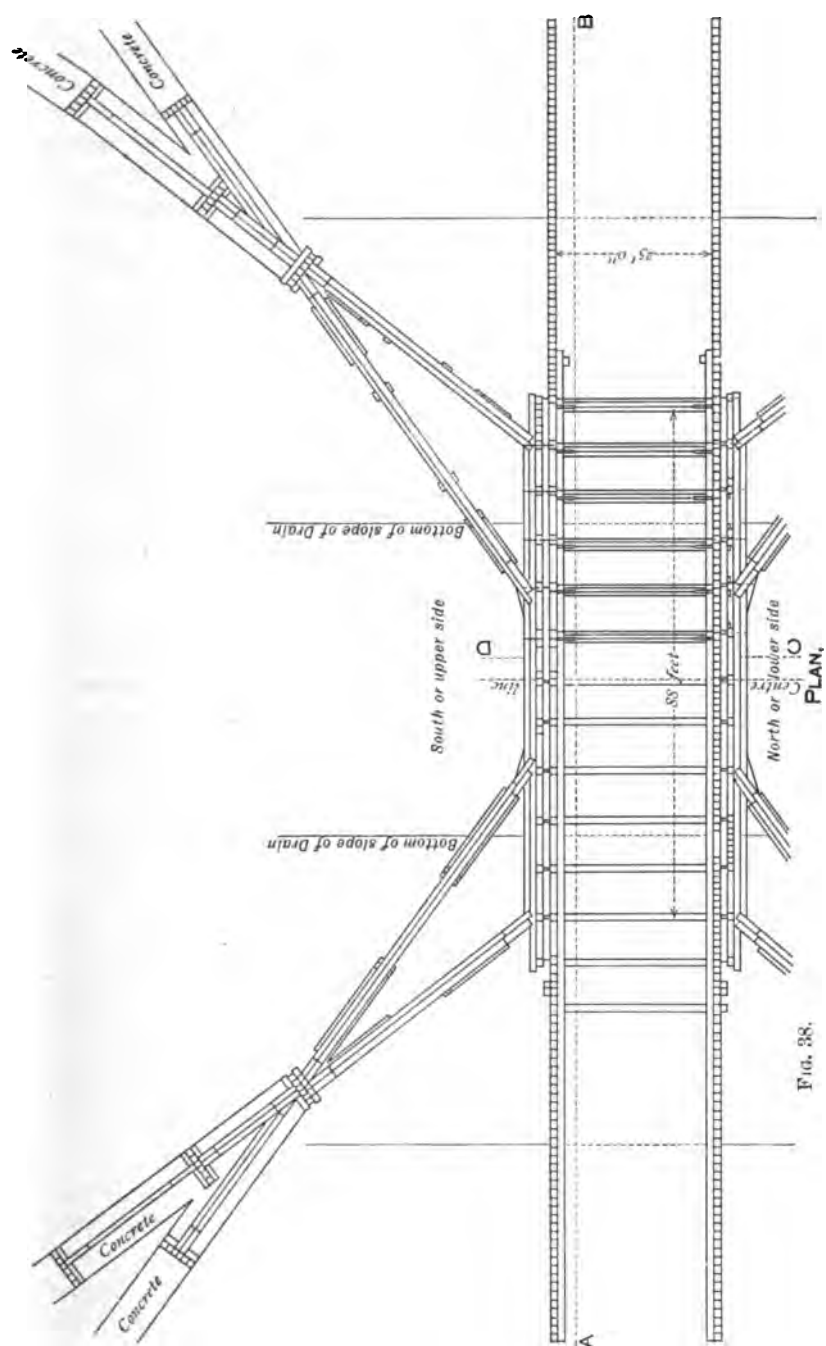 Concrete
Concrete
Concrete
Concrete
Bottom of slope of Drain
Bottom of slope of Drain
South or upper side
D
line
A
B
25' 0"
88 feet
Centre
C
North or lower side
PLAN.
FIG. 38.